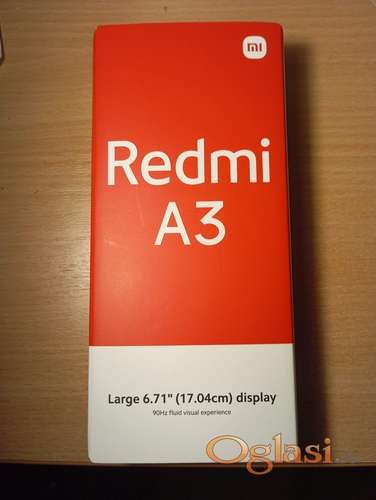 mi
Redmi
A3
Large 6.71" (17.04cm) display
90Hz fluid visual experience
Oglasi